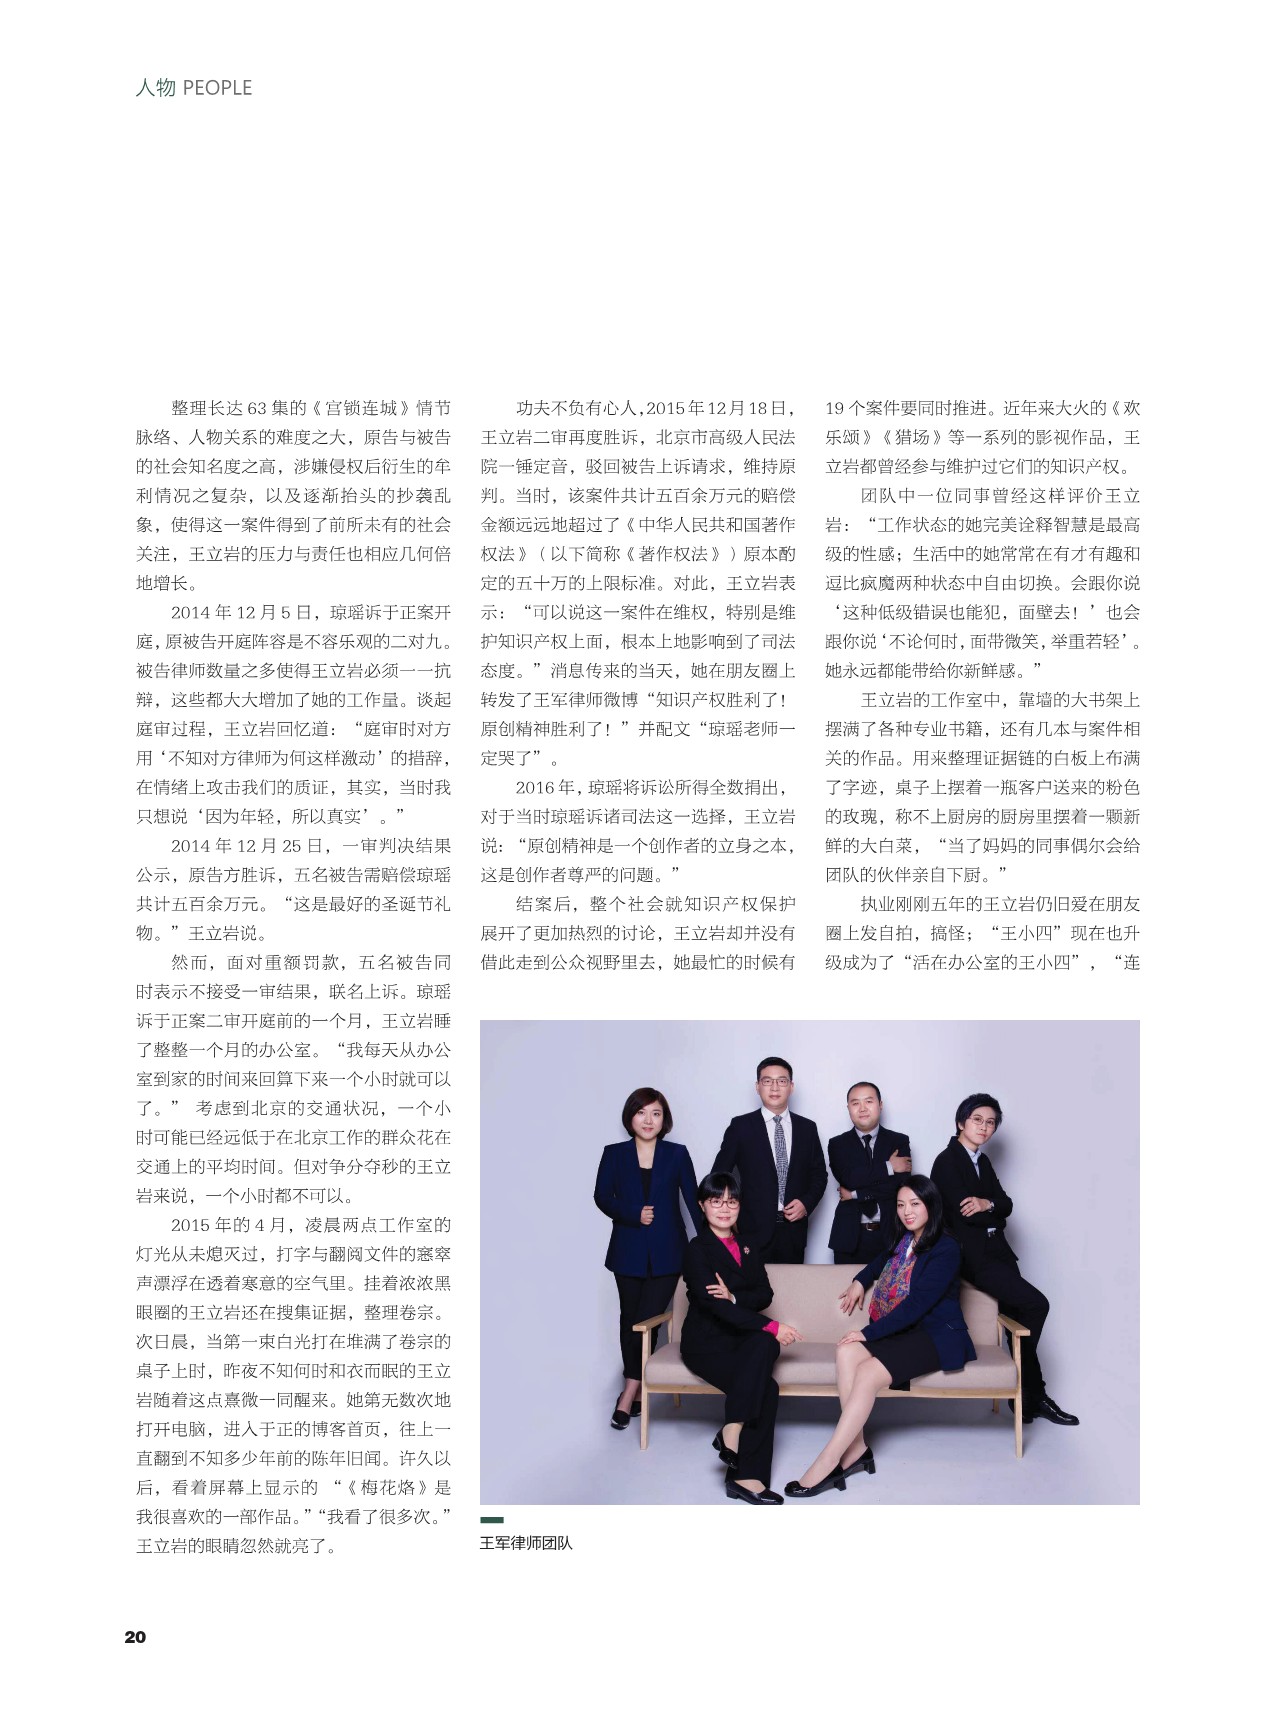 人物 PEOPLE
整理长达 63 集的《宫锁连城》情节
脉络、人物关系的难度之大，原告与被告
的社会知名度之高，涉嫌侵权后衍生的牟
利情况之复杂，以及逐渐抬头的抄袭乱
象，使得这一案件得到了前所未有的社会
关注，王立岩的压力与责任也相应几何倍
地增长。
2014 年 12 月 5 日，琼瑶诉于正案开
庭，原被告开庭阵容是不容乐观的二对九。
被告律师数量之多使得王立岩必须一一抗
辩，这些都大大增加了她的工作量。谈起
庭审过程，王立岩回忆道：“庭审时对方
用‘不知对方律师为何这样激动’的措辞，
在情绪上攻击我们的质证，其实，当时我
只想说‘因为年轻，所以真实’。”
2014 年 12 月 25 日，一审判决结果
公示，原告方胜诉，五名被告需赔偿琼瑶
共计五百余万元。“这是最好的圣诞节礼
物。”王立岩说。
然而，面对重额罚款，五名被告同
时表示不接受一审结果，联名上诉。琼瑶
诉于正案二审开庭前的一个月，王立岩睡
了整整一个月的办公室。“我每天从办公
室到家的时间来回算下来一个小时就可以
了。” 考虑到北京的交通状况，一个小
时可能已经远低于在北京工作的群众花在
交通上的平均时间。但对争分夺秒的王立
岩来说，一个小时都不可以。
2015 年的 4 月，凌晨两点工作室的
灯光从未熄灭过，打字与翻阅文件的窸窣
声漂浮在透着寒意的空气里。挂着浓浓黑
眼圈的王立岩还在搜集证据，整理卷宗。
次日晨，当第一束白光打在堆满了卷宗的
桌子上时，昨夜不知何时和衣而眠的王立
岩随着这点熹微一同醒来。她第无数次地
打开电脑，进入于正的博客首页，往上一
直翻到不知多少年前的陈年旧闻。许久以
后，看着屏幕上显示的 “《梅花烙》是
我很喜欢的一部作品。”“我看了很多次。”
王立岩的眼睛忽然就亮了。
功夫不负有心人，2015 年 12 月 18 日，
王立岩二审再度胜诉，北京市高级人民法
院一锤定音，驳回被告上诉请求，维持原
判。当时，该案件共计五百余万元的赔偿
金额远远地超过了《中华人民共和国著作
权法》（以下简称《著作权法》）原本酌
定的五十万的上限标准。对此，王立岩表
示：“可以说这一案件在维权，特别是维
护知识产权上面，根本上地影响到了司法
态度。”消息传来的当天，她在朋友圈上
转发了王军律师微博“知识产权胜利了！
原创精神胜利了！”并配文“琼瑶老师一
定哭了”。
2016 年，琼瑶将诉讼所得全数捐出，
对于当时琼瑶诉诸司法这一选择，王立岩
说：“原创精神是一个创作者的立身之本，
这是创作者尊严的问题。”
结案后，整个社会就知识产权保护
展开了更加热烈的讨论，王立岩却并没有
借此走到公众视野里去，她最忙的时候有
19 个案件要同时推进。近年来大火的《欢
乐颂》《猎场》等一系列的影视作品，王
立岩都曾经参与维护过它们的知识产权。
团队中一位同事曾经这样评价王立
岩：“工作状态的她完美诠释智慧是最高
级的性感；生活中的她常常在有才有趣和
逗比疯魔两种状态中自由切换。会跟你说
‘这种低级错误也能犯，面壁去！’也会
跟你说‘不论何时，面带微笑，举重若轻’。
她永远都能带给你新鲜感。”
王立岩的工作室中，靠墙的大书架上
摆满了各种专业书籍，还有几本与案件相
关的作品。用来整理证据链的白板上布满
了字迹，桌子上摆着一瓶客户送来的粉色
的玫瑰，称不上厨房的厨房里摆着一颗新
鲜的大白菜，“当了妈妈的同事偶尔会给
团队的伙伴亲自下厨。”
执业刚刚五年的王立岩仍旧爱在朋友
圈上发自拍，搞怪；“王小四”现在也升
级成为了“活在办公室的王小四”，“连
王军律师团队
20